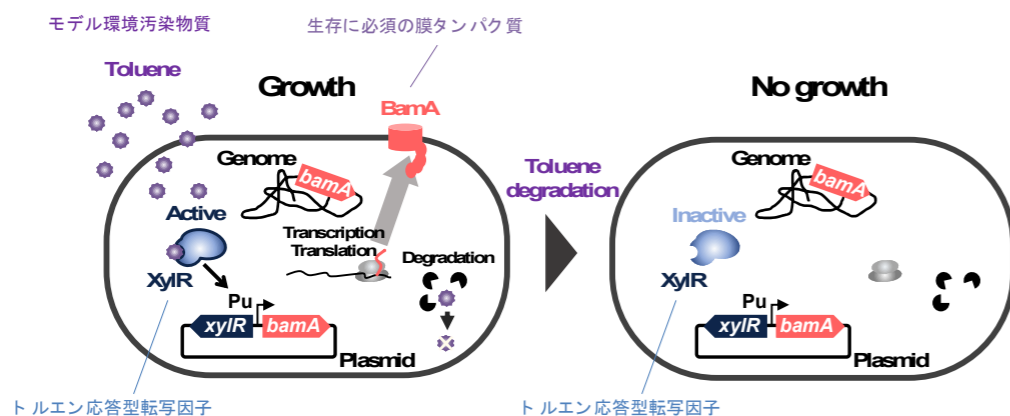 モデル環境汚染物質
生存に必須の膜タンパク質
Toluene
Growth
BamA
Genome
bamA
Active
XylR
Transcription
Translation
Degradation
Pu
xylR
bamA
Plasmid
トルエン応答型転写因子
Toluene
degradation
No growth
Genome
bamA
Inactive
XylR
Pu
xylR
bamA
Plasmid
トルエン応答型転写因子